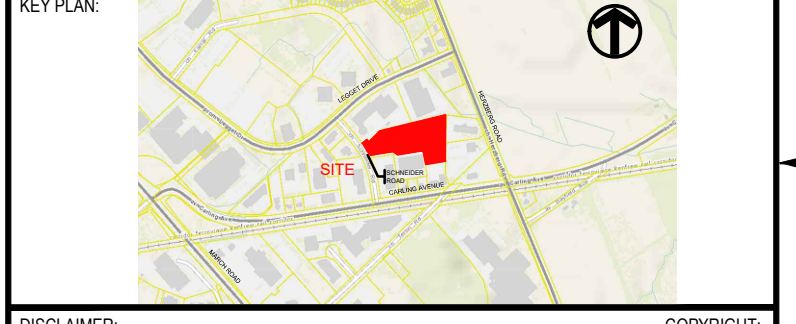 KEY PLAN:
LEGGET DRIVE
HERZBERG ROAD
SITE
SCHNEIDER
ROAD
CARLING AVENUE
MARCH ROAD
DISCLAIMER:
COPYRIGHT: